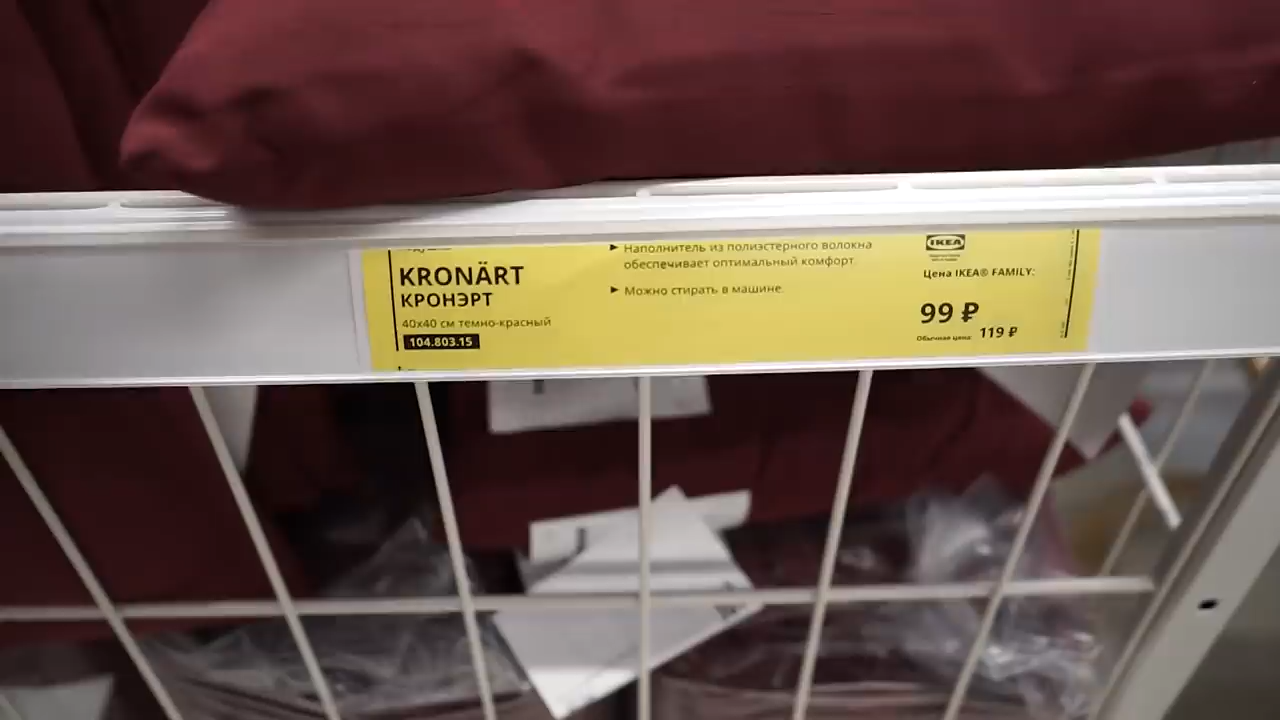 KRONÄRT
КРОНЭРТ
40x40 см темно-красный
104.803.15
Наполнитель из полиэстерного волокна
обеспечивает оптимальный комфорт.
Можно стирать в машине.
IKEA
Цена IKEA® FAMILY:
99 ₽
Обычная цена: 119 ₽